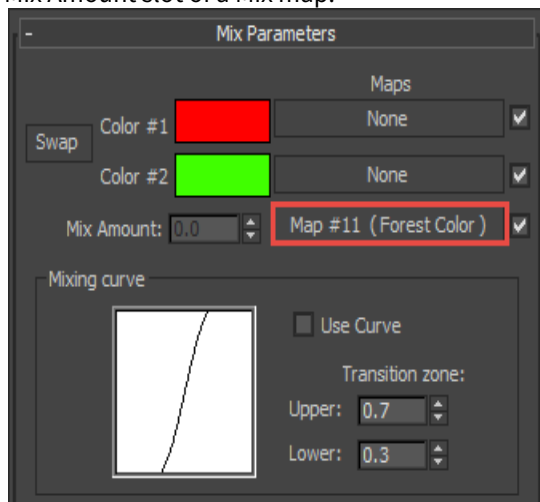 Mix Amount slot of a Mix map.
- Mix Parameters
Maps
Swap Color #1 None
Color #2 None
Mix Amount: 0.0 Map #11 ( Forest Color )
Mixing curve
Use Curve
Transition zone:
Upper: 0.7
Lower: 0.3